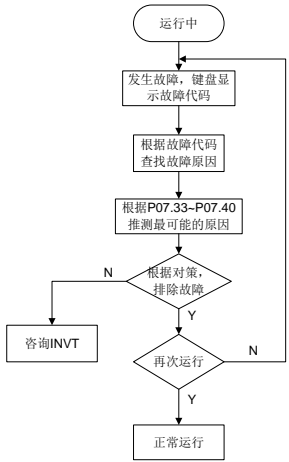 运行中
发生故障，键盘显
示故障代码
根据故障代码
查找故障原因
根据P07.33~P07.40
推测最可能的原因
N
根据对策，
排除故障
Y
咨询INVT
再次运行
N
Y
正常运行